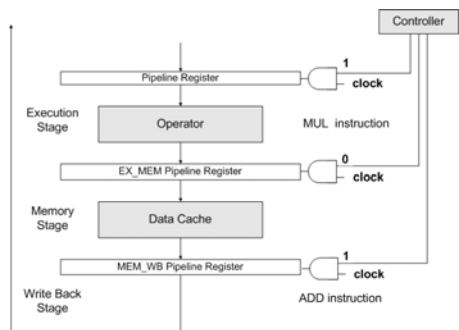 Controller
1
Pipeline Register
clock
Execution
Stage
Operator
MUL instruction
0
EX_MEM Pipeline Register
clock
Memory
Stage
Data Cache
1
MEM_WB Pipeline Register
clock
Write Back
Stage
ADD instruction